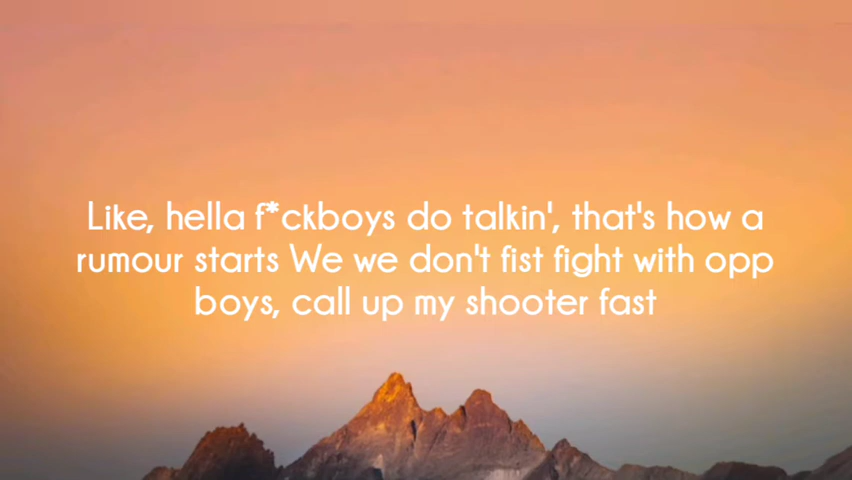 Like, hella f*ckboys do talkin', that's how a
rumour starts We we don't fist fight with opp
boys, call up my shooter fast